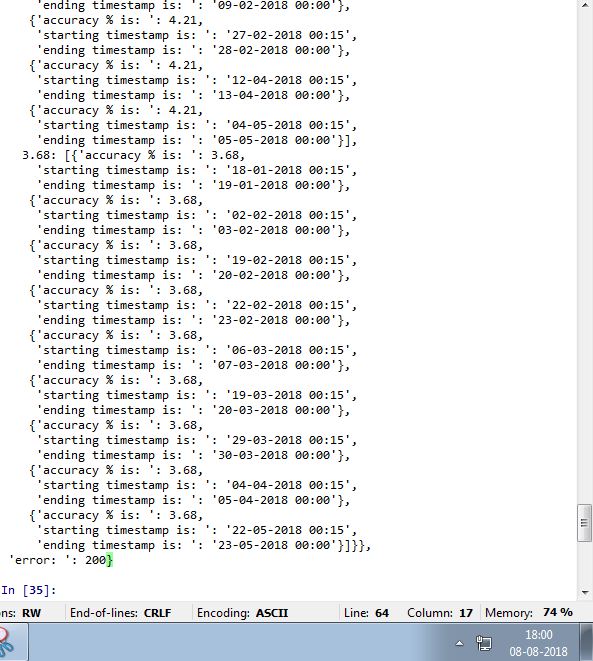 'ending timestamp is: ': '09-02-2018 00:00'},
{'accuracy % is: ': 4.21,
'starting timestamp is: ': '27-02-2018 00:15',
'ending timestamp is: ': '28-02-2018 00:00'},
{'accuracy % is: ': 4.21,
'starting timestamp is: ': '12-04-2018 00:15',
'ending timestamp is: ': '13-04-2018 00:00'},
{'accuracy % is: ': 4.21,
'starting timestamp is: ': '04-05-2018 00:15',
'ending timestamp is: ': '05-05-2018 00:00'}],
3.68: [{'accuracy % is: ': 3.68,
'starting timestamp is: ': '18-01-2018 00:15',
'ending timestamp is: ': '19-01-2018 00:00'},
{'accuracy % is: ': 3.68,
'starting timestamp is: ': '02-02-2018 00:15',
'ending timestamp is: ': '03-02-2018 00:00'},
{'accuracy % is: ': 3.68,
'starting timestamp is: ': '19-02-2018 00:15',
'ending timestamp is: ': '20-02-2018 00:00'},
{'accuracy % is: ': 3.68,
'starting timestamp is: ': '22-02-2018 00:15',
'ending timestamp is: ': '23-02-2018 00:00'},
{'accuracy % is: ': 3.68,
'starting timestamp is: ': '06-03-2018 00:15',
'ending timestamp is: ': '07-03-2018 00:00'},
{'accuracy % is: ': 3.68,
'starting timestamp is: ': '19-03-2018 00:15',
'ending timestamp is: ': '20-03-2018 00:00'},
{'accuracy % is: ': 3.68,
'starting timestamp is: ': '29-03-2018 00:15',
'ending timestamp is: ': '30-03-2018 00:00'},
{'accuracy % is: ': 3.68,
'starting timestamp is: ': '04-04-2018 00:15',
'ending timestamp is: ': '05-04-2018 00:00'},
{'accuracy % is: ': 3.68,
'starting timestamp is: ': '22-05-2018 00:15',
'ending timestamp is: ': '23-05-2018 00:00'}]}},
'error: ': 200}
In [35]:
ns: RW End-of-lines: CRLF Encoding: ASCII Line: 64 Column: 17 Memory: 74 %
18:00
08-08-2018